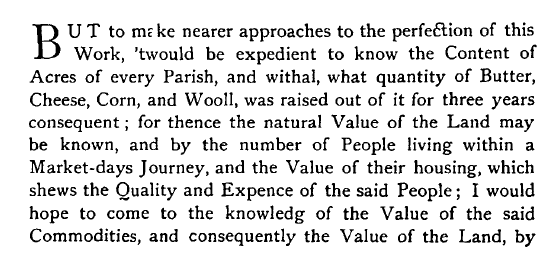 BUT to make nearer approaches to the perfection of this
Work, 'twould be expedient to know the Content of
Acres of every Parish, and withal, what quantity of Butter,
Cheese, Corn, and Wooll, was raised out of it for three years
consequent; for thence the natural Value of the Land may
be known, and by the number of People living within a
Market-days Journey, and the Value of their housing, which
shews the Quality and Expence of the said People; I would
hope to come to the knowledg of the Value of the said
Commodities, and consequently the Value of the Land, by